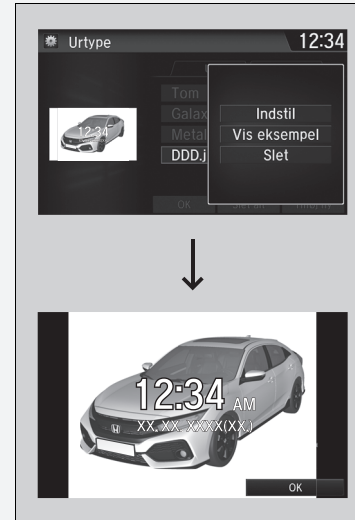 Urtype 12:34
12:34
Tom
Galax
Metal
DDD.j
Indstil
Vis eksempel
Slet
OK
12:34 AM
XX. XX. XXXX(XX.)
OK